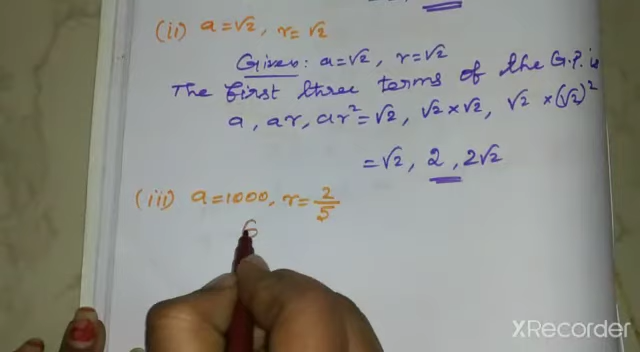 (ii) a=√2, r=√2
Given: a=√2, r=√2
The first three terms of the G.P. is
a, ar, ar² = √2, √2×√2, √2×(√2)²
=√2, 2, 2√2
(iii) a=1000, r=2/5
XRecorder